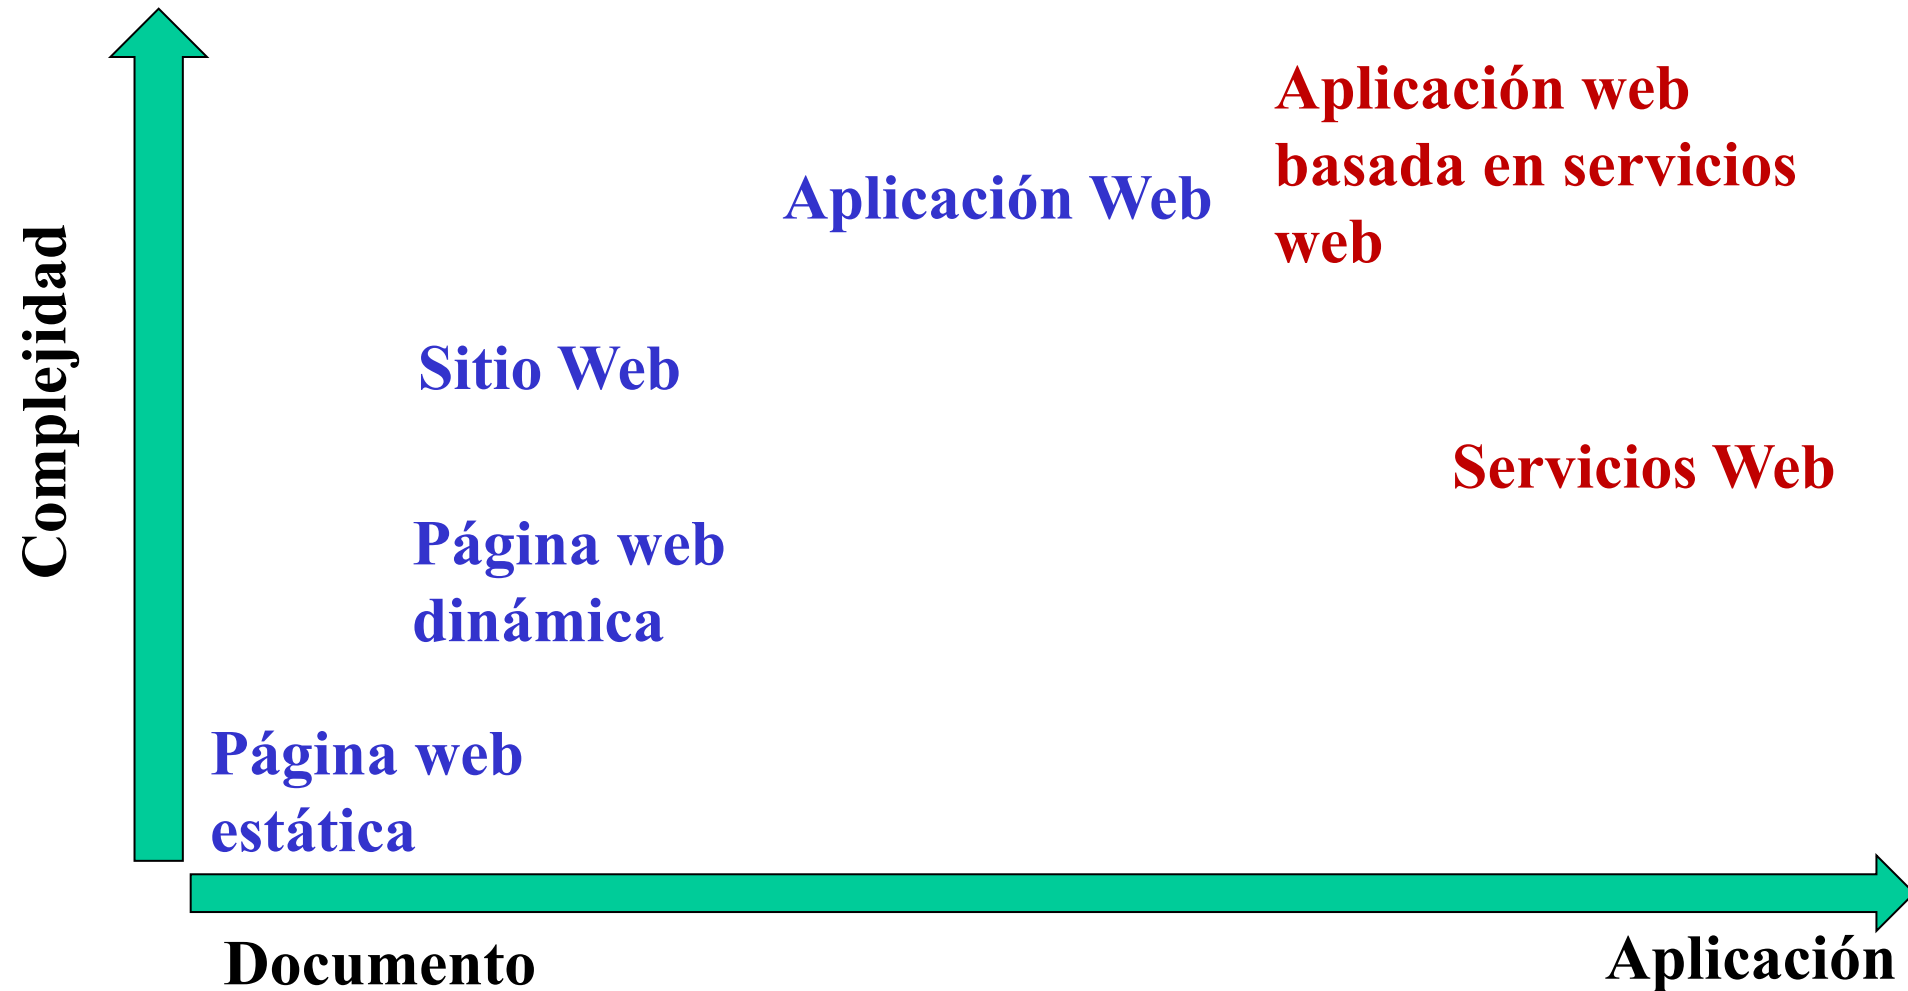 Complejidad
Aplicación web
basada en servicios
web
Aplicación Web
Sitio Web
Servicios Web
Página web
dinámica
Página web
estática
Documento
Aplicación